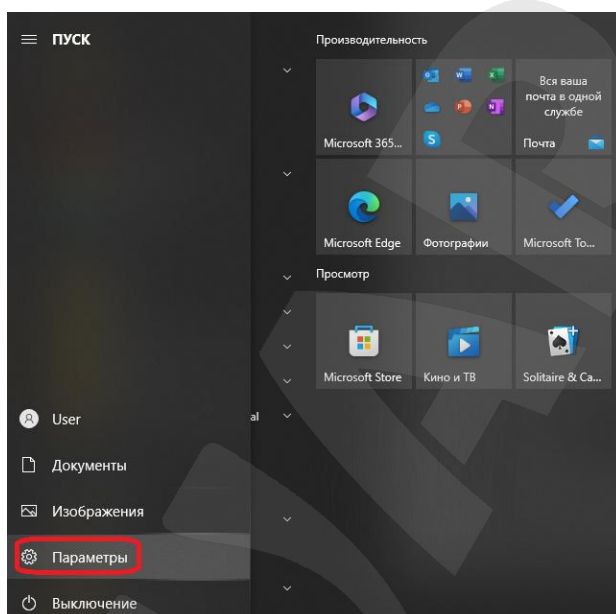 ПУСК
Производительность
Вся ваша
почта в одной
службе
Microsoft 365...
Почта
Microsoft Edge
Фотографии
Microsoft To...
Просмотр
Microsoft Store
Кино и ТВ
Solitaire & Ca...
User
al
Документы
Изображения
Параметры
Выключение